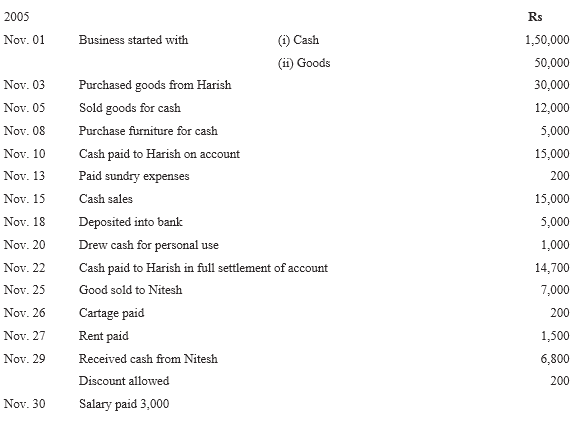 2005 Rs
Nov. 01 Business started with (i) Cash 1,50,000
(ii) Goods 50,000
Nov. 03 Purchased goods from Harish 30,000
Nov. 05 Sold goods for cash 12,000
Nov. 08 Purchase furniture for cash 5,000
Nov. 10 Cash paid to Harish on account 15,000
Nov. 13 Paid sundry expenses 200
Nov. 15 Cash sales 15,000
Nov. 18 Deposited into bank 5,000
Nov. 20 Drew cash for personal use 1,000
Nov. 22 Cash paid to Harish in full settlement of account 14,700
Nov. 25 Good sold to Nitesh 7,000
Nov. 26 Cartage paid 200
Nov. 27 Rent paid 1,500
Nov. 29 Received cash from Nitesh 6,800
Discount allowed 200
Nov. 30 Salary paid 3,000